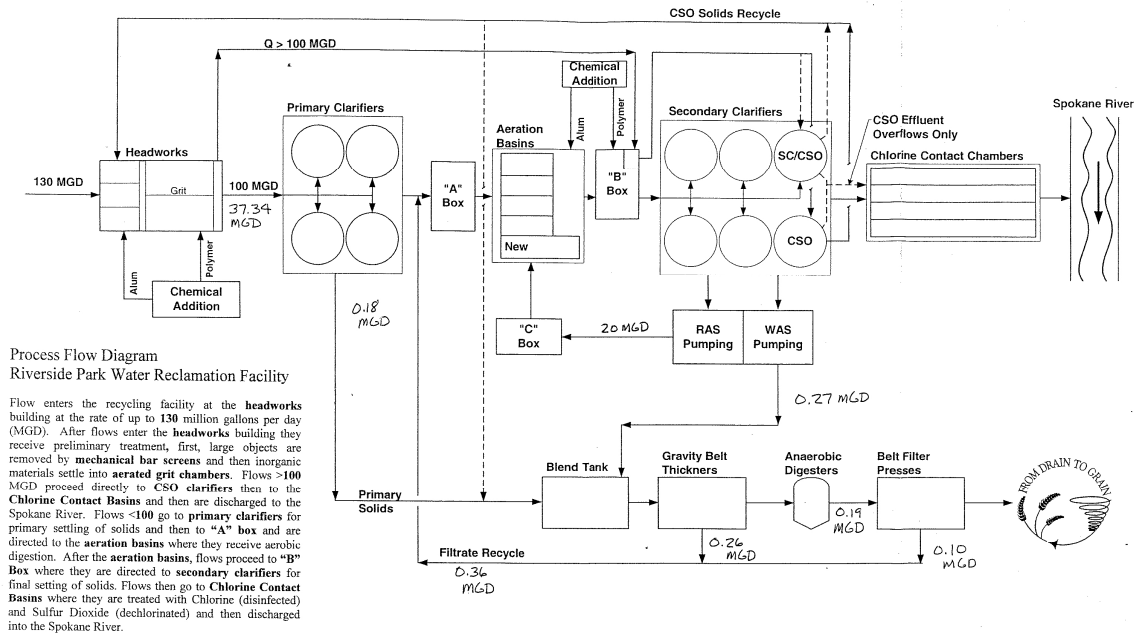 CSO Solids Recycle
Q > 100 MGD
Chemical
Addition
Primary Clarifiers
Alum
Polymer
Secondary Clarifiers
Spokane River
Aeration
Basins
CSO Effluent
Overflows Only
Headworks
SC/CSO
Chlorine Contact Chambers
130 MGD
Grit
100 MGD
37.34
MGD
"A"
Box
"B"
Box
New
CSO
Alum
Polymer
Chemical
Addition
0.18
MGD
"C"
Box
20 MGD
RAS
Pumping
WAS
Pumping
Process Flow Diagram
Riverside Park Water Reclamation Facility
0.27 MGD
Flow enters the recycling facility at the headworks
building at the rate of up to 130 million gallons per day
(MGD). After flows enter the headworks building they
receive preliminary treatment, first, large objects are
removed by mechanical bar screens and then inorganic
materials settle into aerated grit chambers. Flows >100
MGD proceed directly to CSO clarifiers then to the
Chlorine Contact Basins and then are discharged to the
Spokane River. Flows <100 go to primary clarifiers for
primary settling of solids and then to "A" box and are
directed to the aeration basins where they receive aerobic
digestion. After the aeration basins, flows proceed to "B"
Box where they are directed to secondary clarifiers for
final setting of solids. Flows then go to Chlorine Contact
Basins where they are treated with Chlorine (disinfected)
and Sulfur Dioxide (dechlorinated) and then discharged
into the Spokane River.
Blend Tank
Gravity Belt
Thickners
Anaerobic
Digesters
Belt Filter
Presses
FROM DRAIN TO GRAIN
Primary
Solids
0.19
MGD
0.26
MGD
0.10
MGD
Filtrate Recycle
0.36
MGD